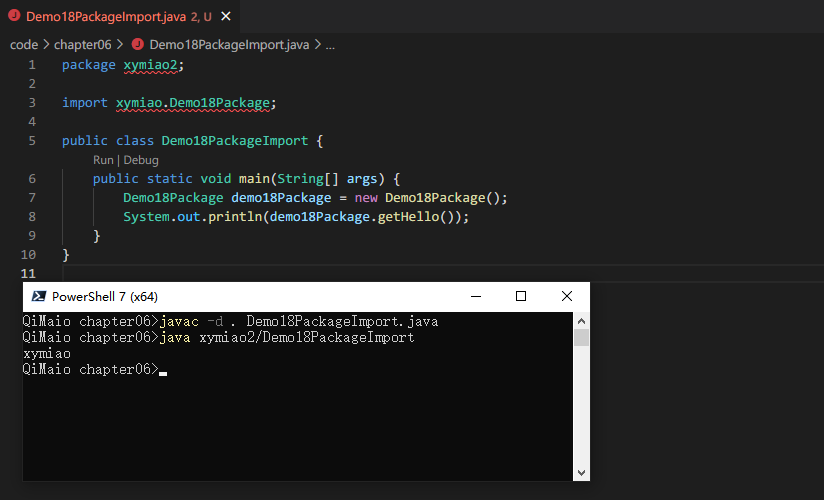 Demo18PackageImport.java 2, U
code > chapter06 > Demo18PackageImport.java > ...
1 package xymiao2;
2
3 import xymiao.Demo18Package;
4
5 public class Demo18PackageImport {
Run | Debug
6 public static void main(String[] args) {
7 Demo18Package demo18Package = new Demo18Package();
8 System.out.println(demo18Package.getHello());
9 }
10 }
11
PowerShell 7 (x64)
QiMaio chapter06>javac -d . Demo18PackageImport.java
QiMaio chapter06>java xymiao2/Demo18PackageImport
xymiao
QiMaio chapter06>